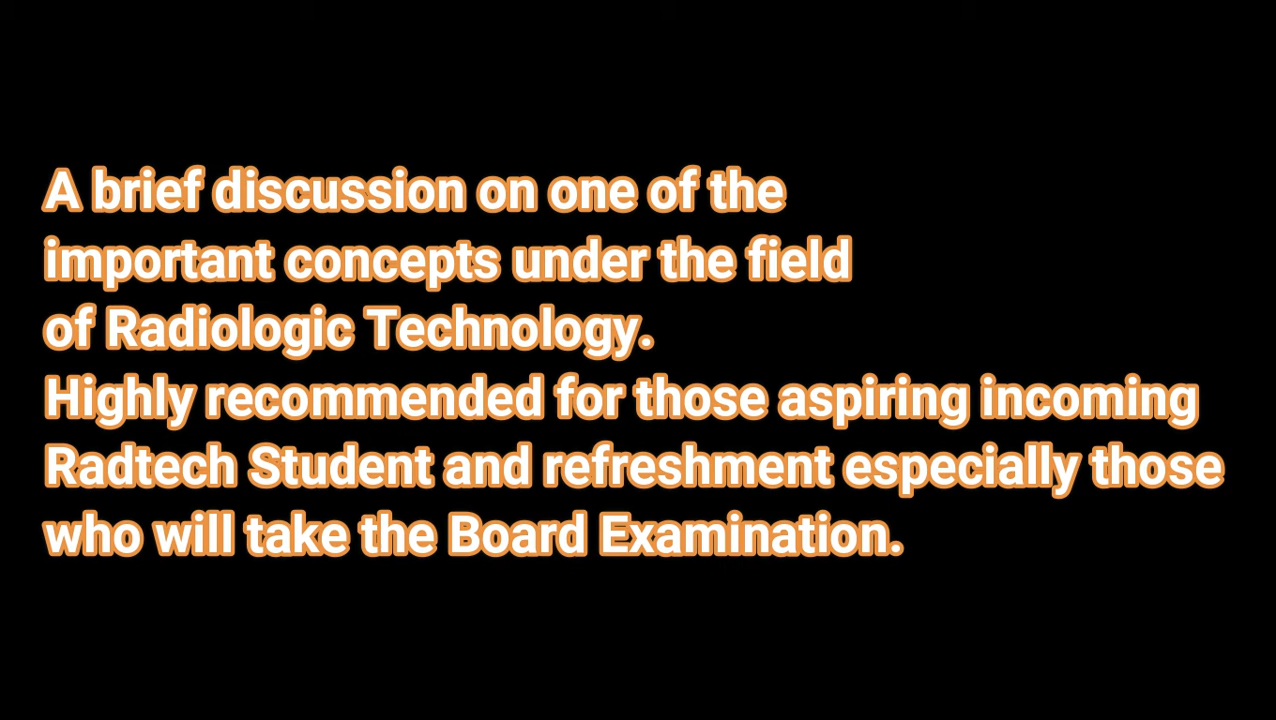 A brief discussion on one of the
important concepts under the field
of Radiologic Technology.
Highly recommended for those aspiring incoming
Radtech Student and refreshment especially those
who will take the Board Examination.